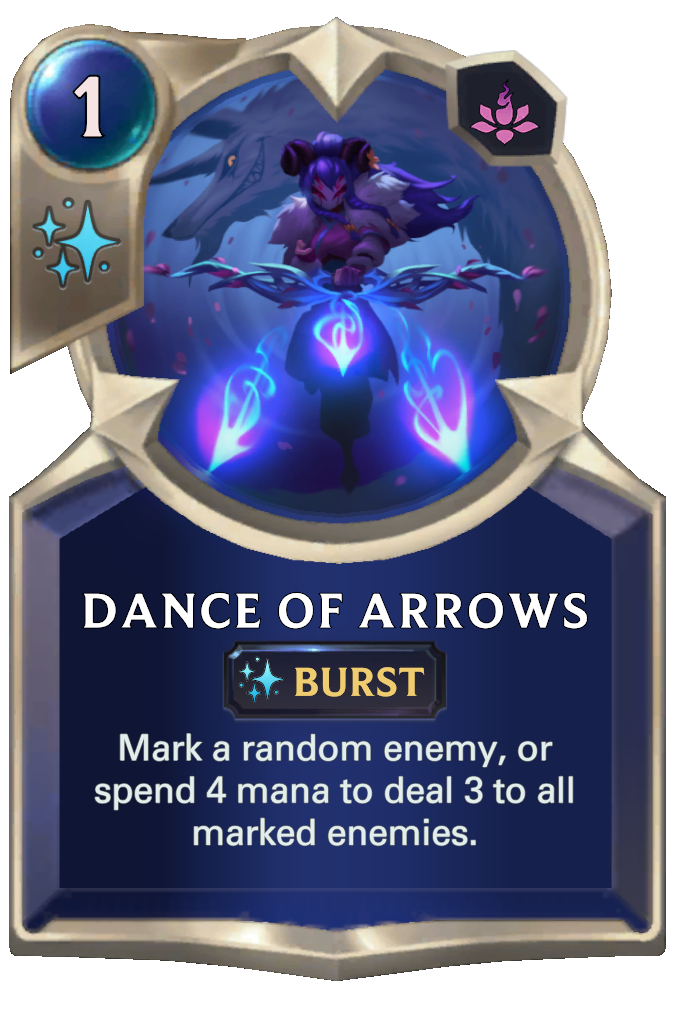 1
DANCE OF ARROWS
BURST
Mark a random enemy, or
spend 4 mana to deal 3 to all
marked enemies.